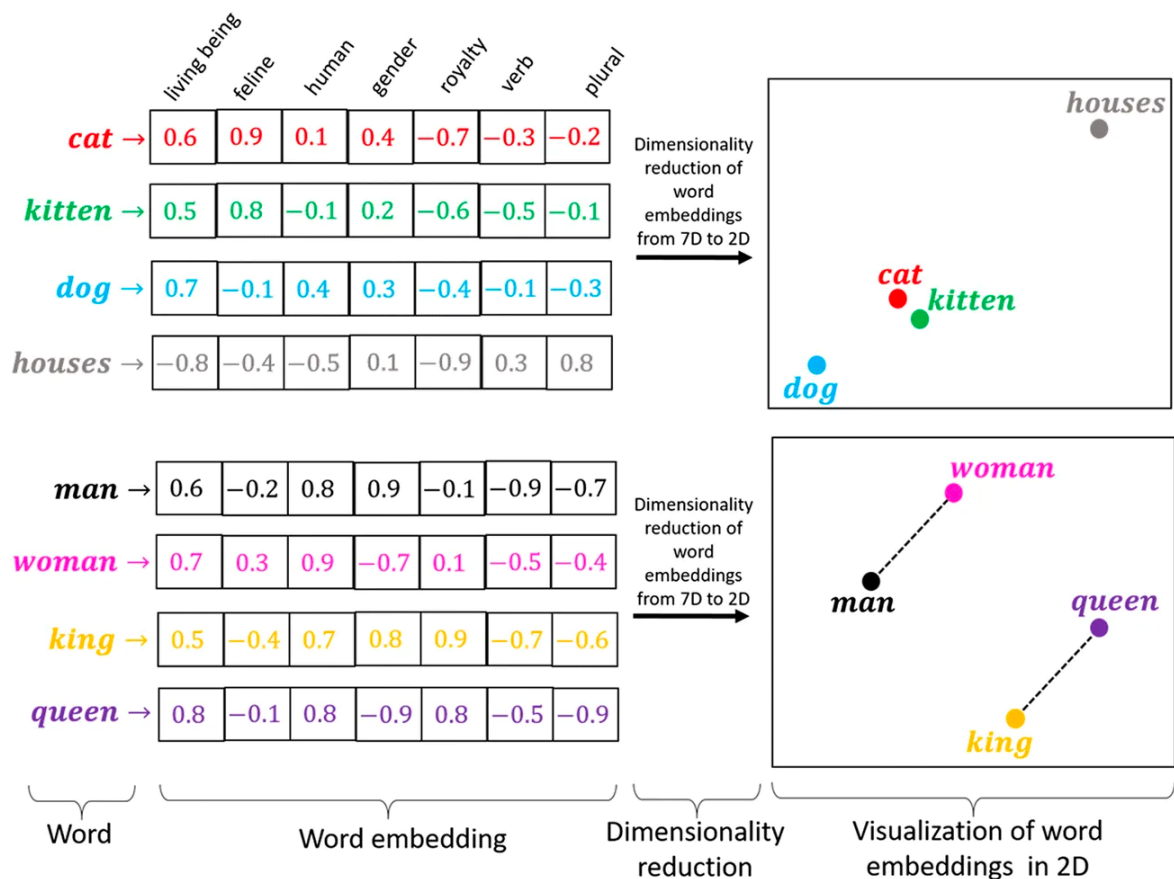 living being feline human gender royalty verb plural
cat → 0.6 0.9 0.1 0.4 −0.7 −0.3 −0.2
kitten → 0.5 0.8 −0.1 0.2 −0.6 −0.5 −0.1
dog → 0.7 −0.1 0.4 0.3 −0.4 −0.1 −0.3
houses → −0.8 −0.4 −0.5 0.1 −0.9 0.3 0.8
Dimensionality
reduction of
word
embeddings
from 7D to 2D
houses
cat
kitten
dog
man → 0.6 −0.2 0.8 0.9 −0.1 −0.9 −0.7
woman → 0.7 0.3 0.9 −0.7 0.1 −0.5 −0.4
king → 0.5 −0.4 0.7 0.8 0.9 −0.7 −0.6
queen → 0.8 −0.1 0.8 −0.9 0.8 −0.5 −0.9
Dimensionality
reduction of
word
embeddings
from 7D to 2D
woman
man
queen
king
Word
Word embedding
Dimensionality
reduction
Visualization of word
embeddings in 2D